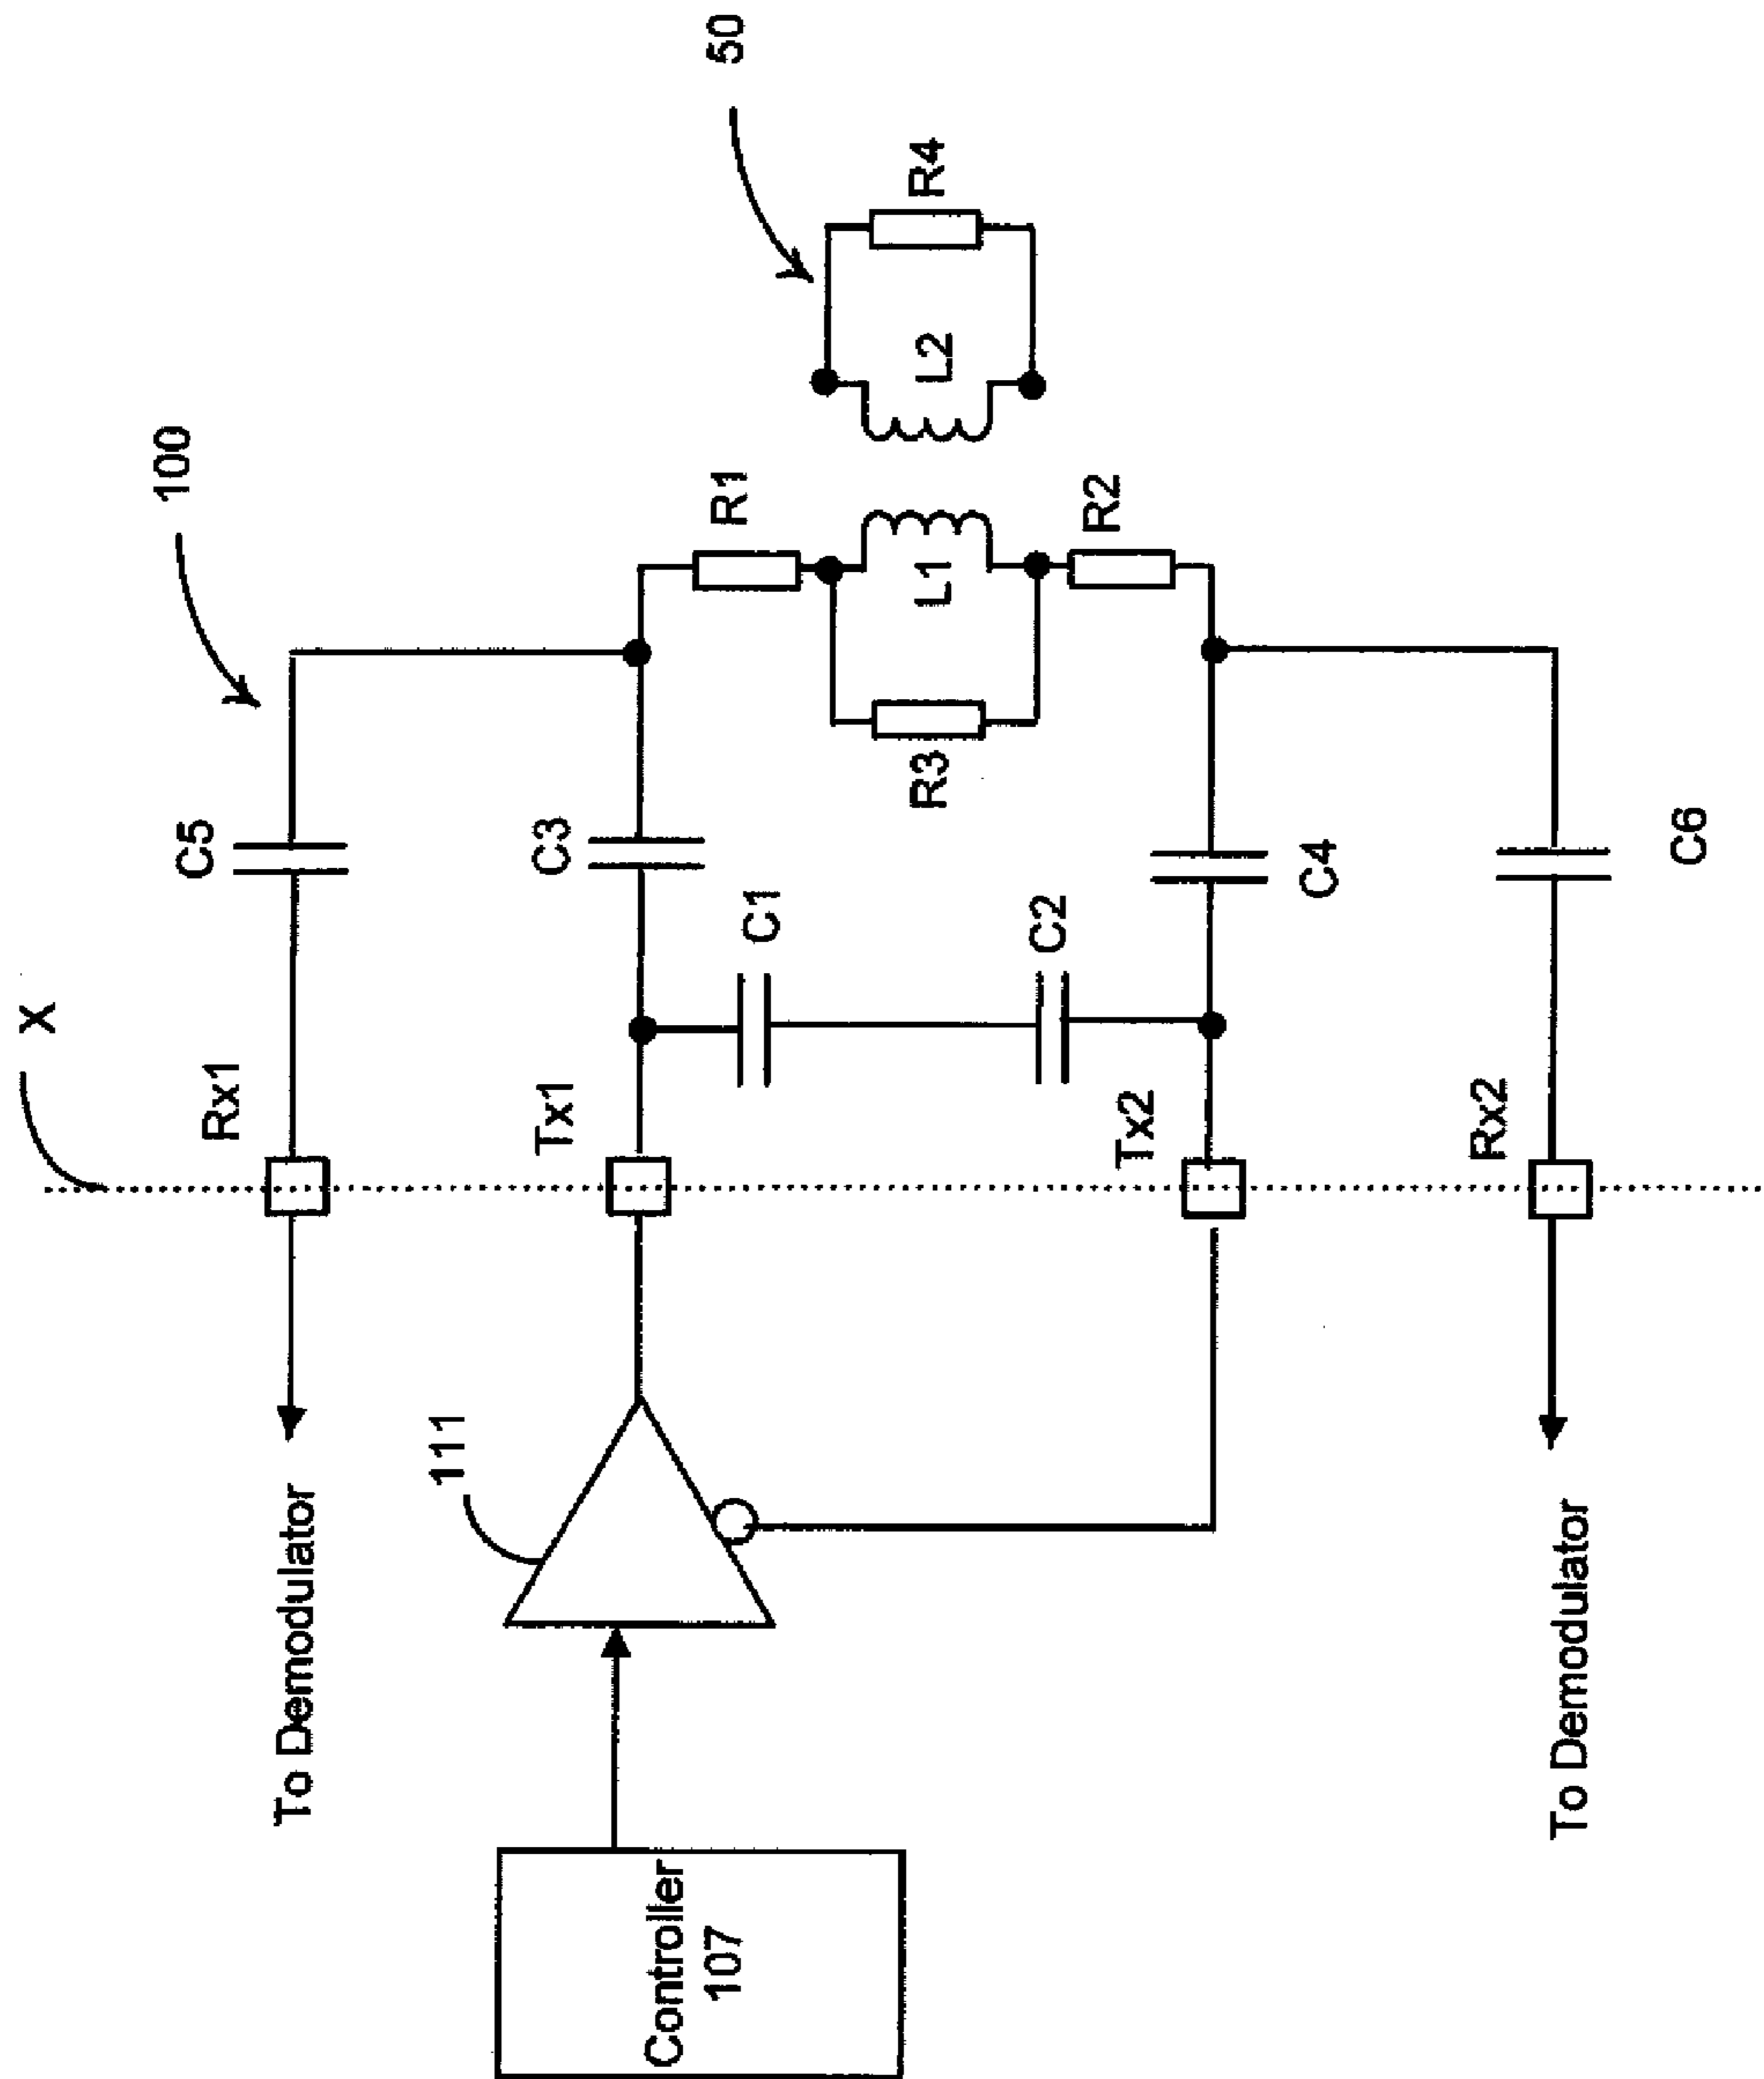 X
100
50
Rx1
C5
To Demodulator
111
Tx1
C3
R1
C1
Controller
107
R3
L1
L2
R4
C2
R2
Tx2
C4
Rx2
C6
To Demodulator